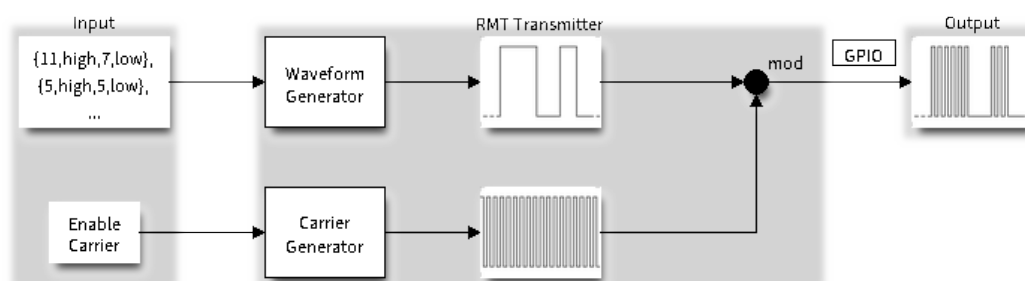 Input
RMT Transmitter
Output
{11,high,7,low},
{5,high,5,low},
...
Waveform
Generator
mod
GPIO
Enable
Carrier
Carrier
Generator